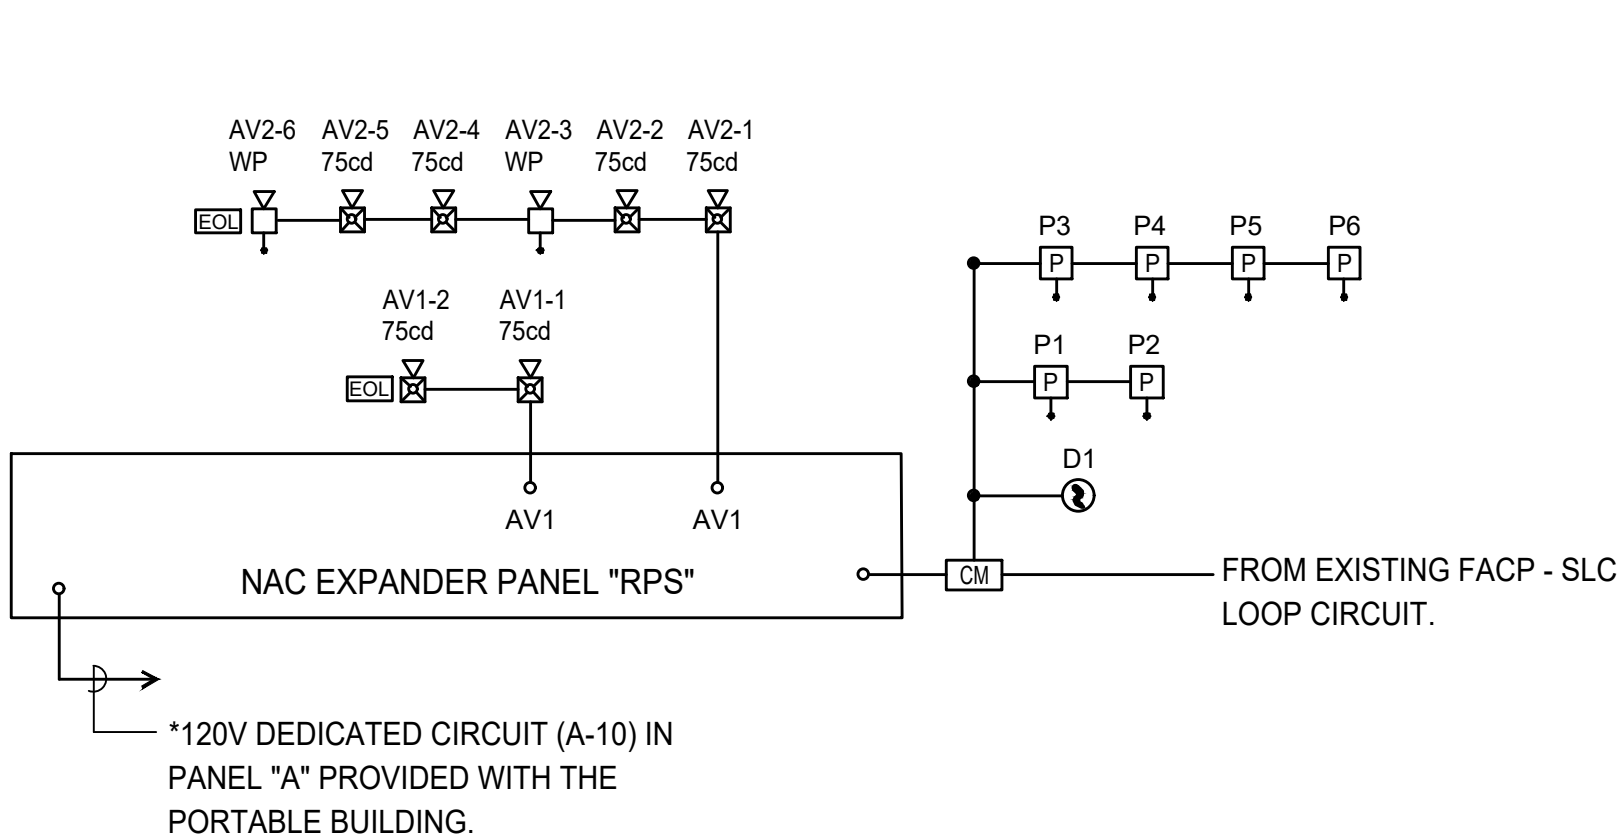 AV2-6 AV2-5 AV2-4 AV2-3 AV2-2 AV2-1
WP 75cd 75cd WP 75cd 75cd
EOL
P3 P4 P5 P6
P P P P
AV1-2 AV1-1
75cd 75cd
EOL
P1 P2
P P
D1
AV1 AV1
NAC EXPANDER PANEL "RPS"
CM
FROM EXISTING FACP - SLC
LOOP CIRCUIT.
*120V DEDICATED CIRCUIT (A-10) IN
PANEL "A" PROVIDED WITH THE
PORTABLE BUILDING.